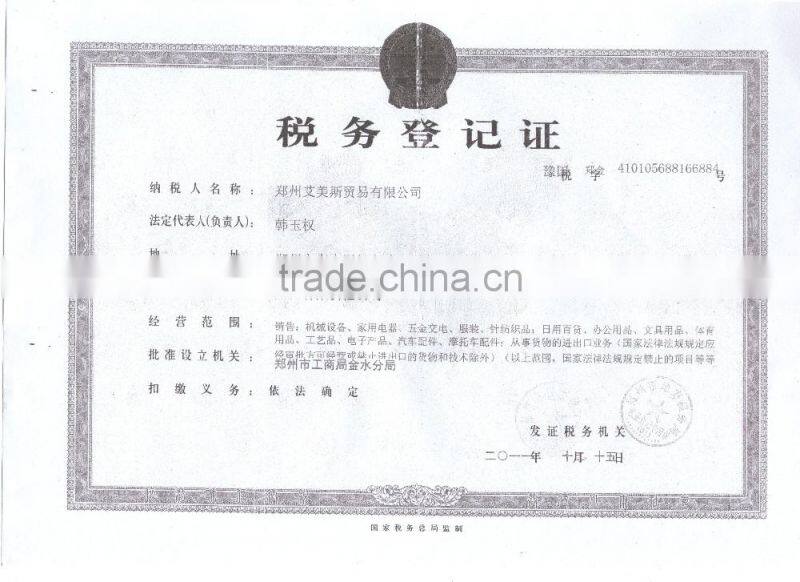 税务登记证
豫国税 郑金字 410105688166884 号
纳税人名称： 郑州艾美斯贸易有限公司
法定代表人(负责人)： 韩玉权
地 址
trade.china.cn
经营范围： 销售：机械设备、家用电器、五金交电、服装、针纺织品；日用百货、办公用品、文具用品、体育
用品、工艺品、电子产品、汽车配件、摩托车配件；从事货物的进出口业务（国家法律法规规定应
经审批方可经营或禁止进出口的货物和技术除外）（以上范围，国家法律法规规定禁止的项目等等
批准设立机关： 郑州市工商局金水分局
扣缴义务： 依法确定
发证税务机关
二〇一一年 十月 十五日
国家税务总局监制